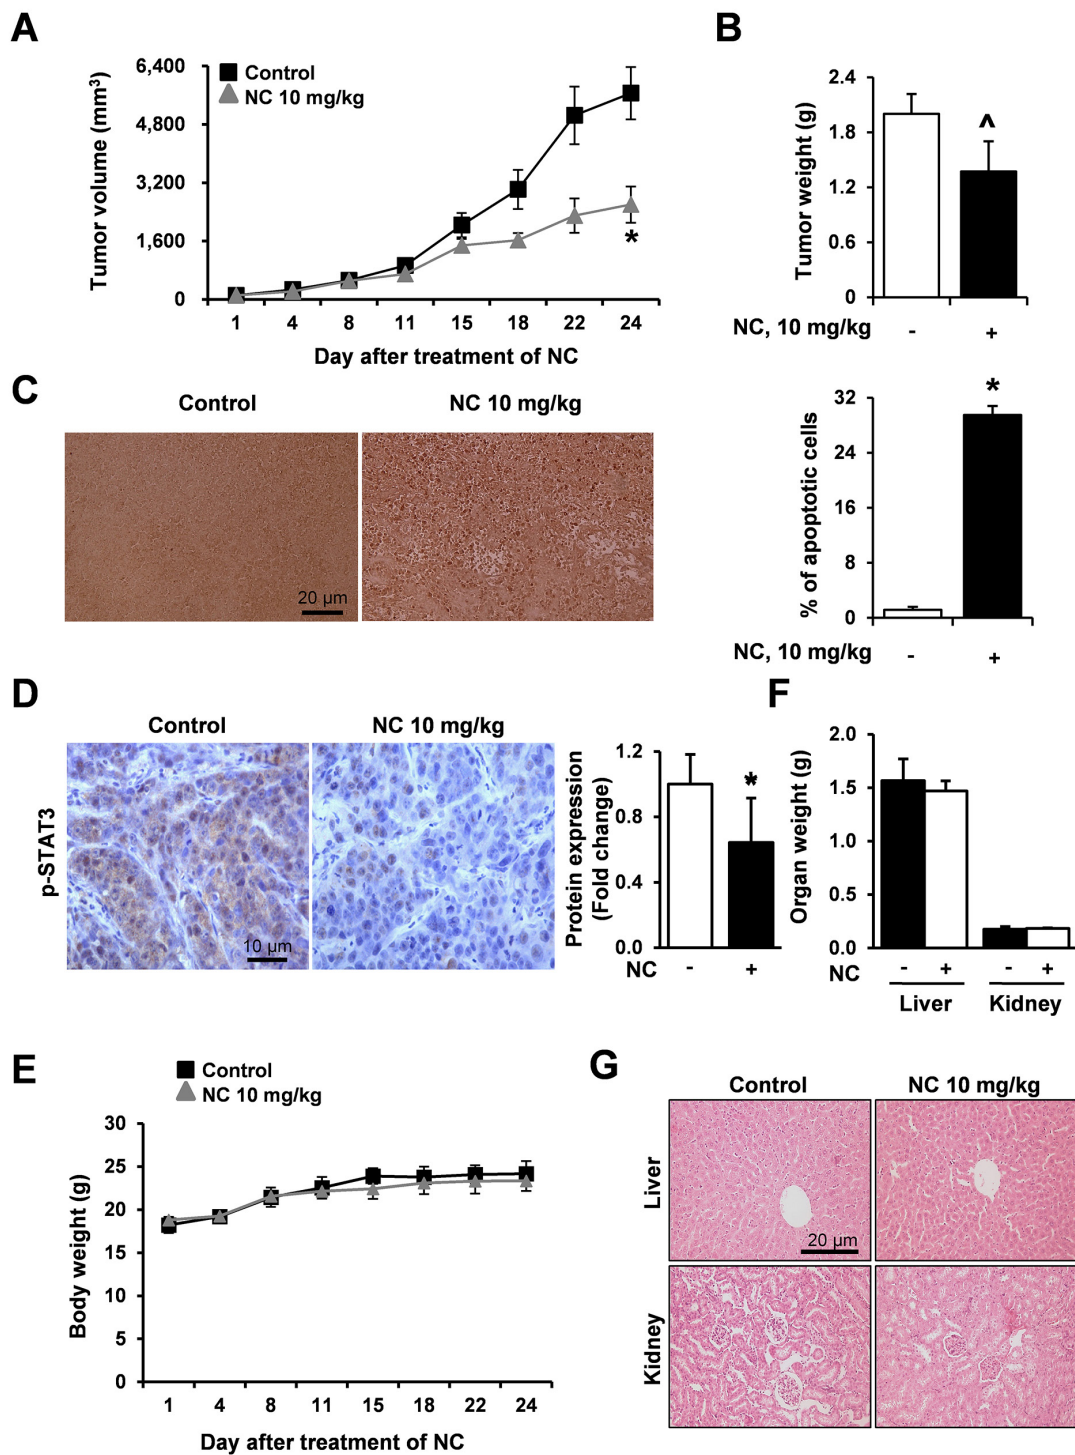 A
Tumor volume (mm³)
6,400
4,800
3,200
1,600
0
Control
NC 10 mg/kg
*
1 4 8 11 15 18 22 24
Day after treatment of NC
B
Tumor weight (g)
2.4
1.8
1.2
0.6
0
^
NC, 10 mg/kg - +
C
Control NC 10 mg/kg
20 µm
% of apoptotic cells
32
24
16
8
0
*
NC, 10 mg/kg - +
D
Control NC 10 mg/kg
p-STAT3
10 µm
Protein expression
(Fold change)
1.2
0.8
0.4
0.0
*
NC - +
F
Organ weight (g)
2.0
1.5
1.0
0.5
0.0
NC - + - +
Liver Kidney
E
Control
NC 10 mg/kg
Body weight (g)
30
25
20
15
10
5
0
1 4 8 11 15 18 22 24
Day after treatment of NC
G
Control NC 10 mg/kg
Liver
20 µm
Kidney